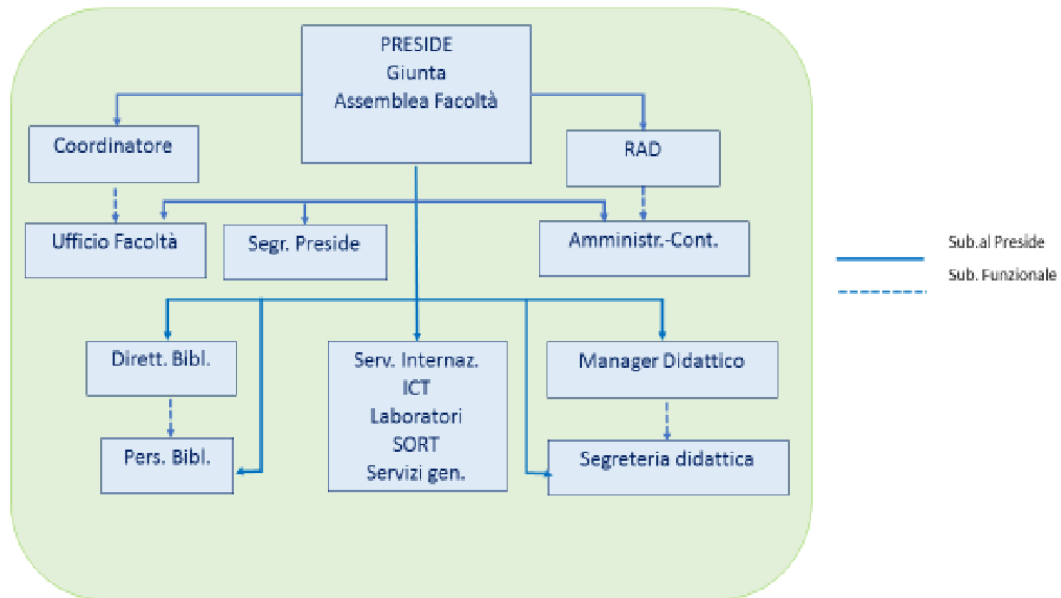 PRESIDE
Giunta
Assemblea Facoltà
Coordinatore
RAD
Ufficio Facoltà
Segr. Preside
Amministr.-Cont.
Sub.al Preside
Sub. Funzionale
Dirett. Bibl.
Serv. Internaz.
ICT
Laboratori
SORT
Servizi gen.
Manager Didattico
Pers. Bibl.
Segreteria didattica